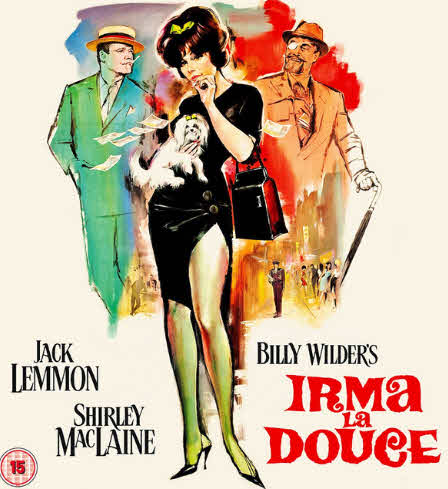 JACK
LEMMON
SHIRLEY
MACLAINE
BILLY WILDER'S
IRMA
LA
DOUCE
15